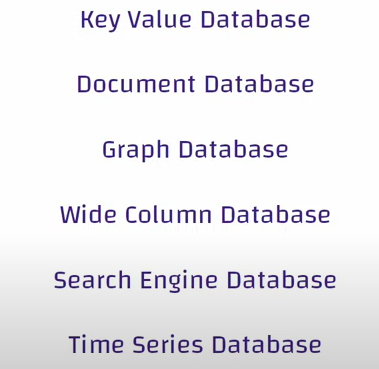 Key Value Database
Document Database
Graph Database
Wide Column Database
Search Engine Database
Time Series Database